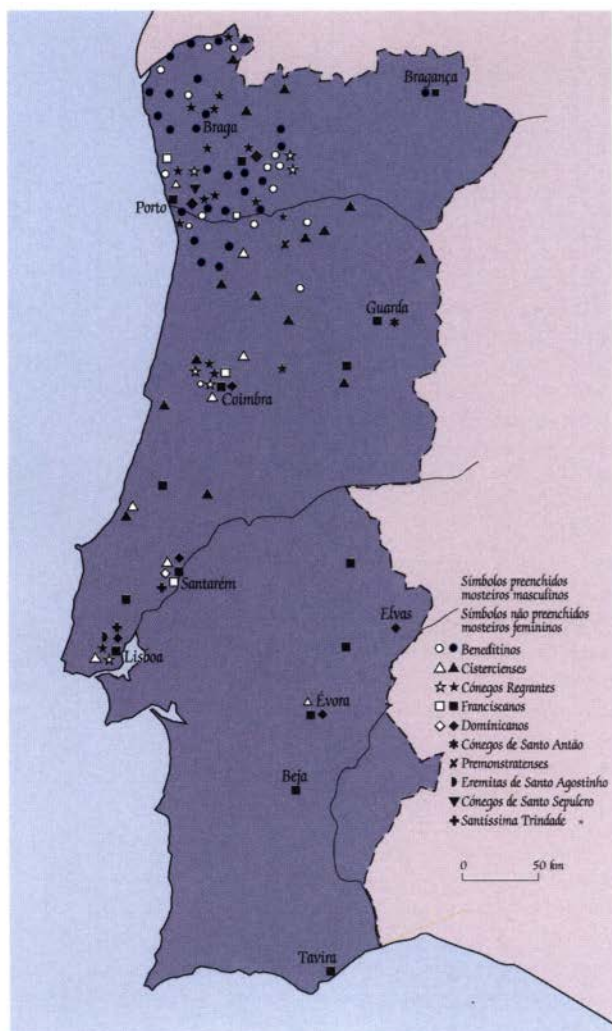 Bragança
Braga
Porto
Guarda
Coimbra
Santarém
Elvas
Lisboa
Évora
Beja
Tavira
Símbolos preenchidos
mosteiros masculinos
Símbolos não preenchidos
mosteiros femininos
Beneditinos
Cistercienses
Cónegos Regrantes
Franciscanos
Domínicanos
Cónegos de Santo Antão
Premonstratenses
Eremitas de Santo Agostinho
Cónegos de Santo Sepulcro
Santíssima Trindade
0 50 km